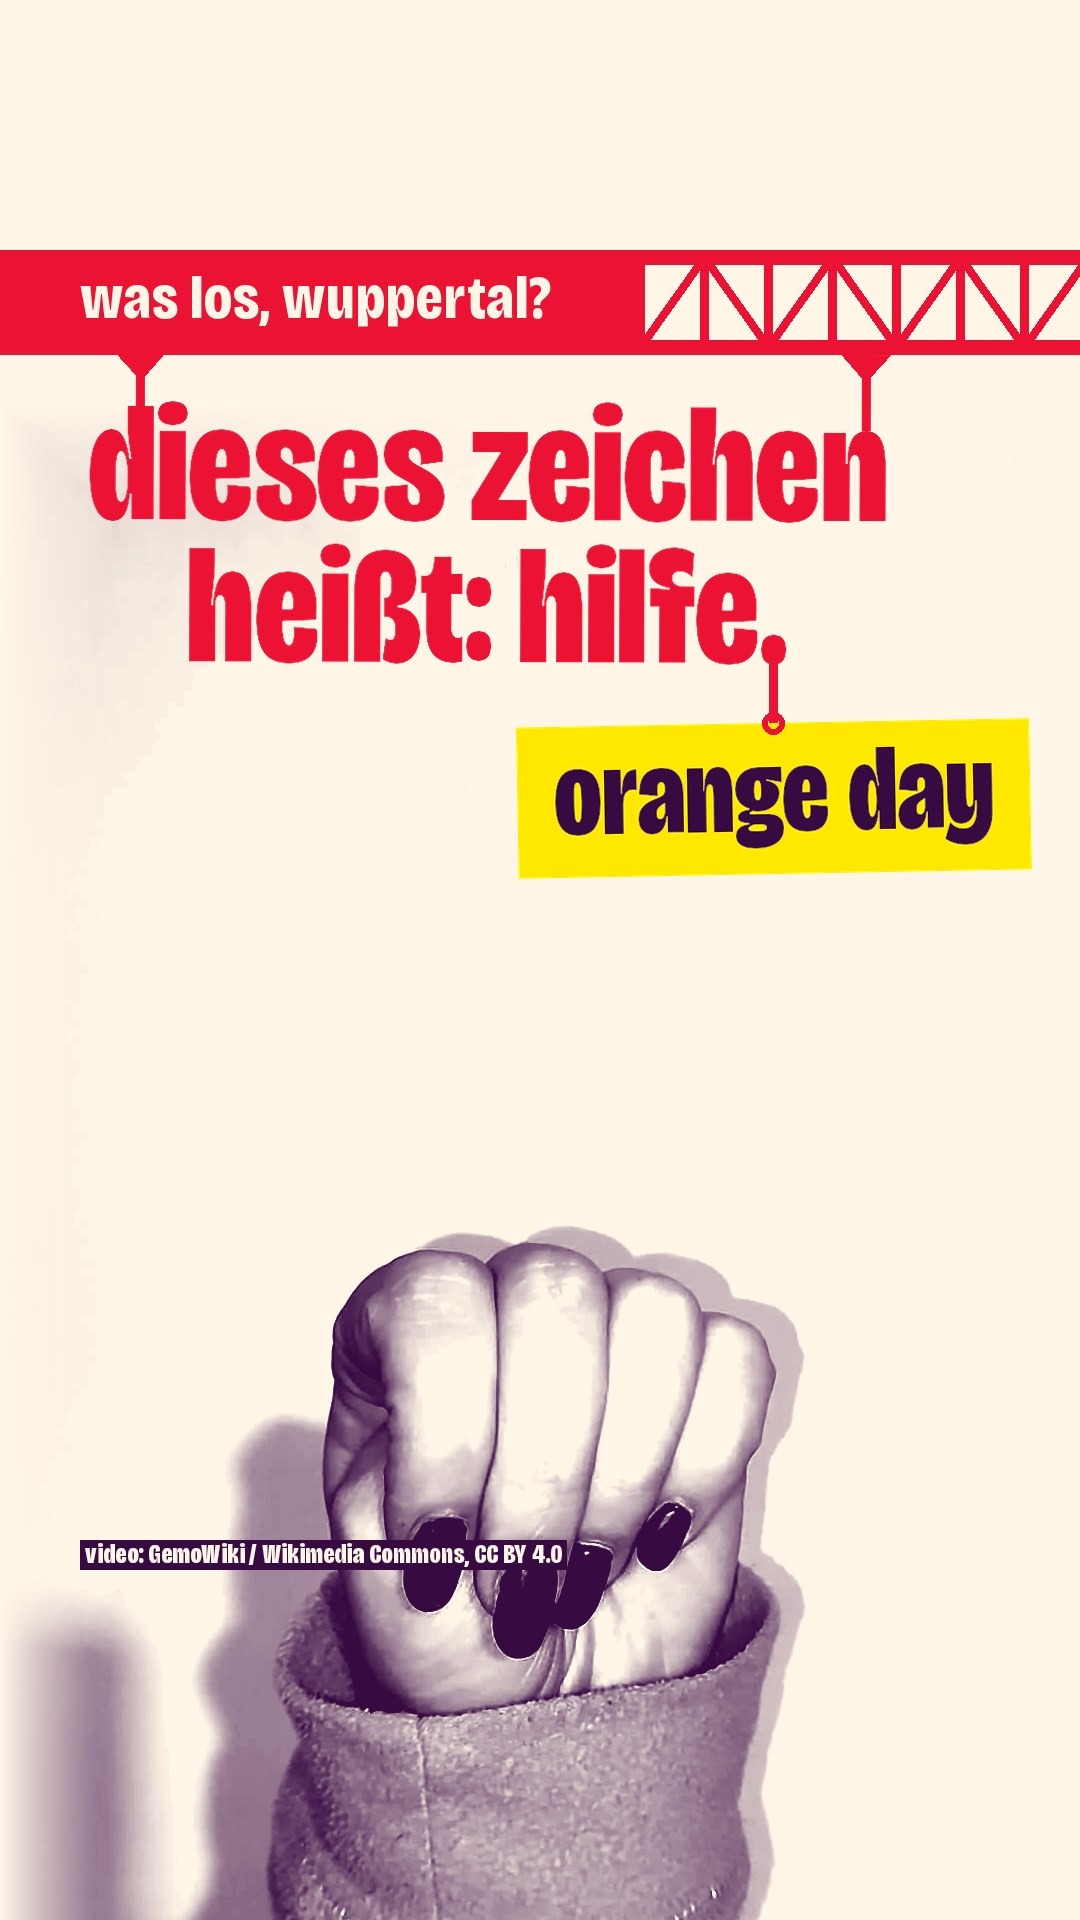 was los, wuppertal?
dieses zeichen
heißt: hilfe.
orange day
video: GemoWiki / Wikimedia Commons, CC BY 4.0